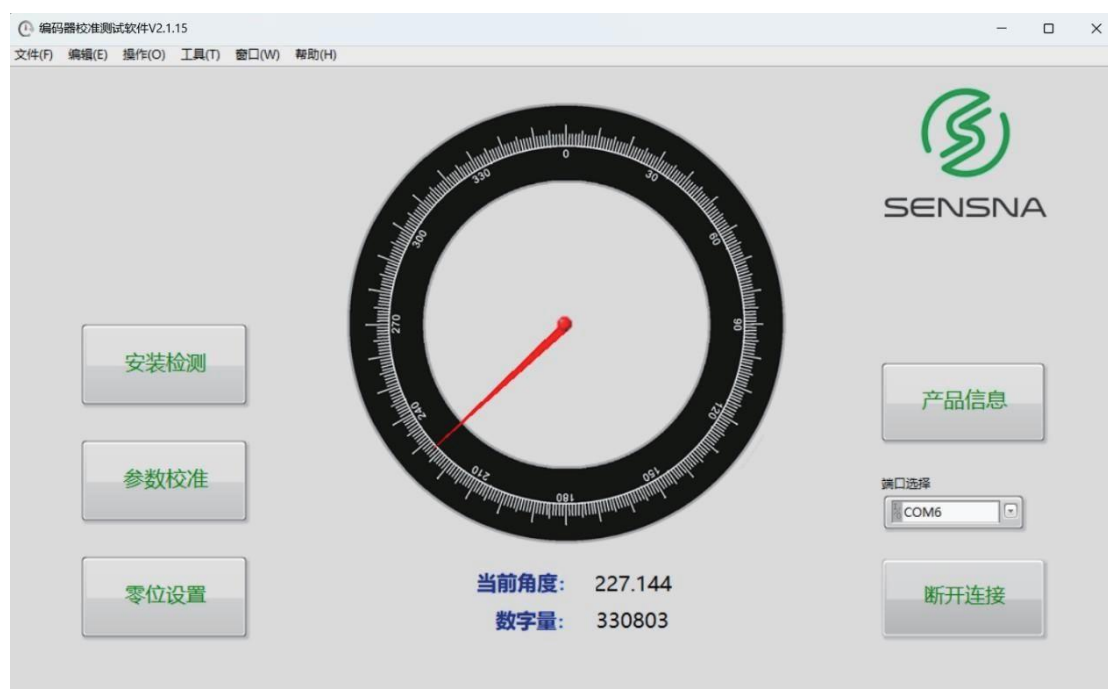 编码器校准测试软件V2.1.15
文件(F) 编辑(E) 操作(O) 工具(T) 窗口(W) 帮助(H)
SENSNA
0
30
60
90
120
150
180
210
240
270
300
330
安装检测
参数校准
零位设置
当前角度: 227.144
数字量: 330803
产品信息
端口选择
COM6
断开连接